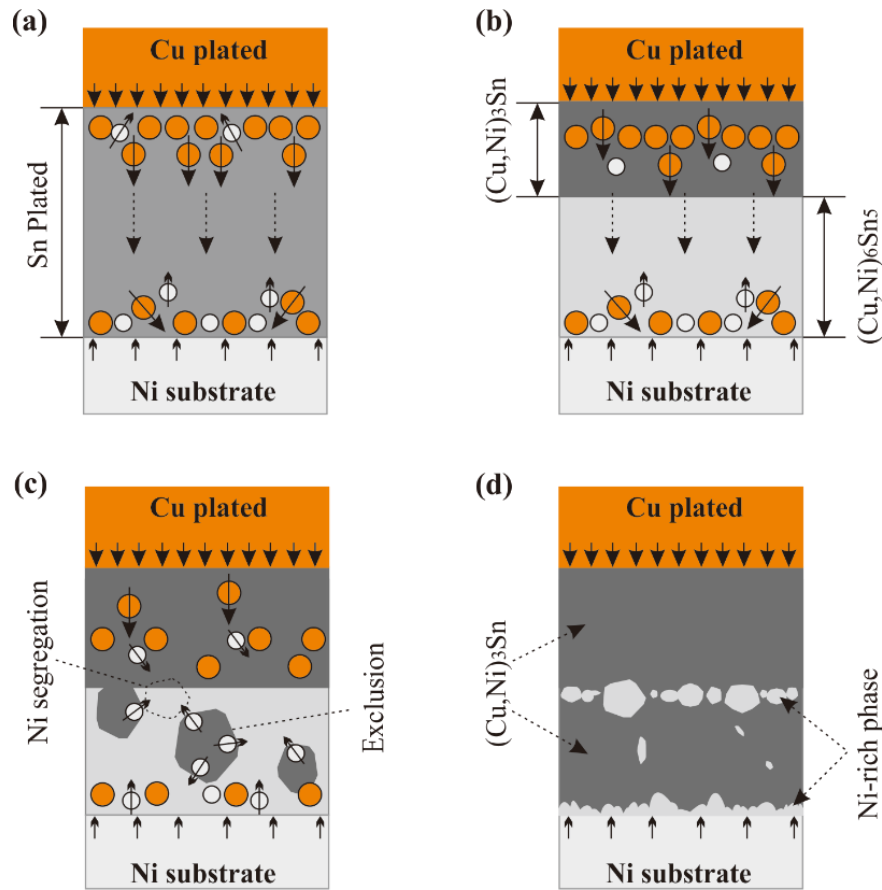 (a)
Cu plated
Sn Plated
Ni substrate
(b)
Cu plated
(Cu,Ni)₃Sn
(Cu,Ni)₆Sn₅
Ni substrate
(c)
Cu plated
Ni segregation
Exclusion
Ni substrate
(d)
Cu plated
(Cu,Ni)₃Sn
Ni-rich phase
Ni substrate